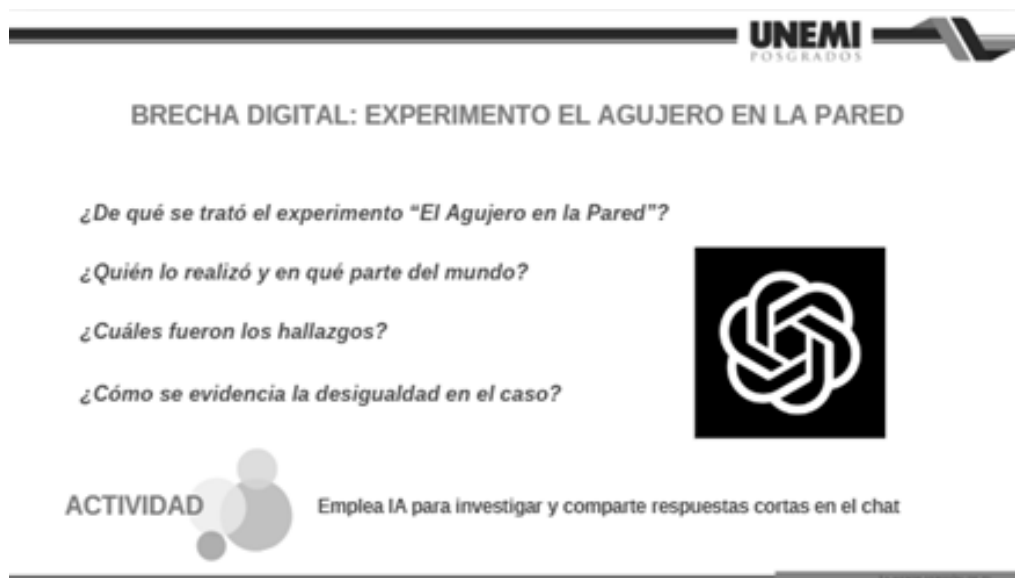 UNEMI
POSGRADOS
BRECHA DIGITAL: EXPERIMENTO EL AGUJERO EN LA PARED
¿De qué se trató el experimento “El Agujero en la Pared”?
¿Quién lo realizó y en qué parte del mundo?
¿Cuáles fueron los hallazgos?
¿Cómo se evidencia la desigualdad en el caso?
ACTIVIDAD
Emplea IA para investigar y comparte respuestas cortas en el chat